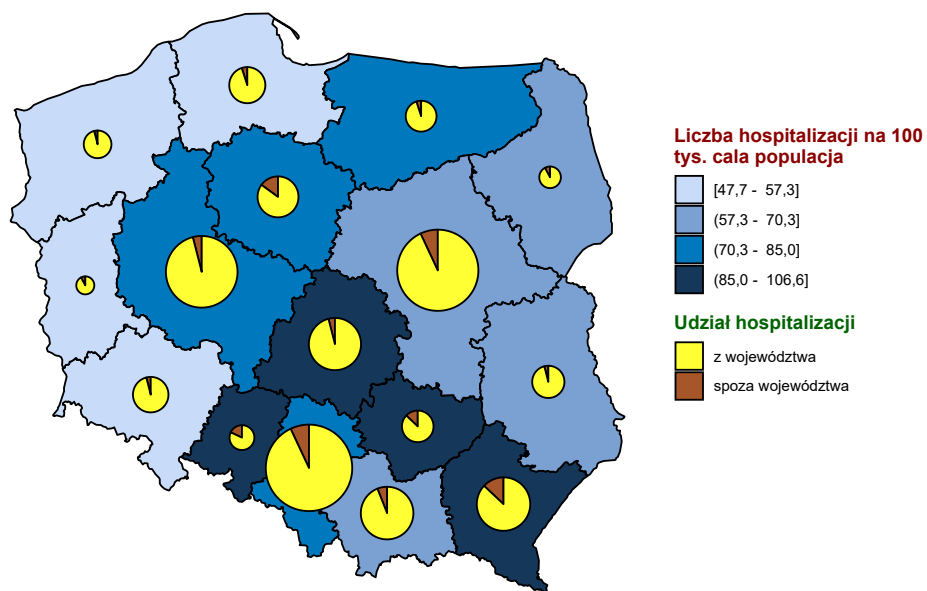 Liczba hospitalizacji na 100
tys. cala populacja
[47,7 - 57,3]
(57,3 - 70,3]
(70,3 - 85,0]
(85,0 - 106,6]
Udział hospitalizacji
z województwa
spoza województwa